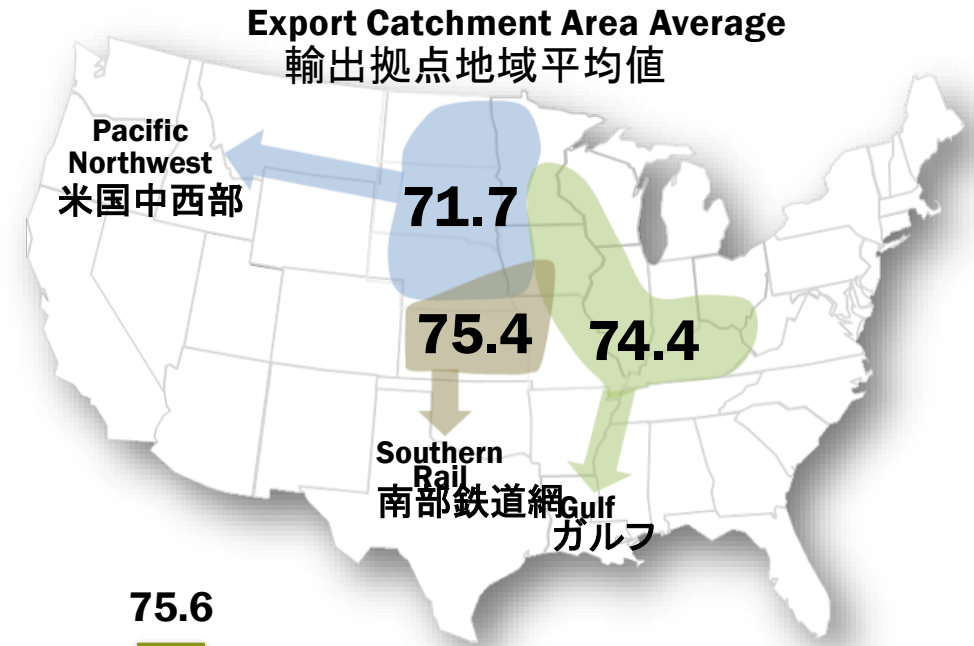 Export Catchment Area Average
輸出拠点地域平均値
Pacific
Northwest
米国中西部
71.7
75.4
74.4
Southern
Rail
南部鉄道網
Gulf
ガルフ
75.6